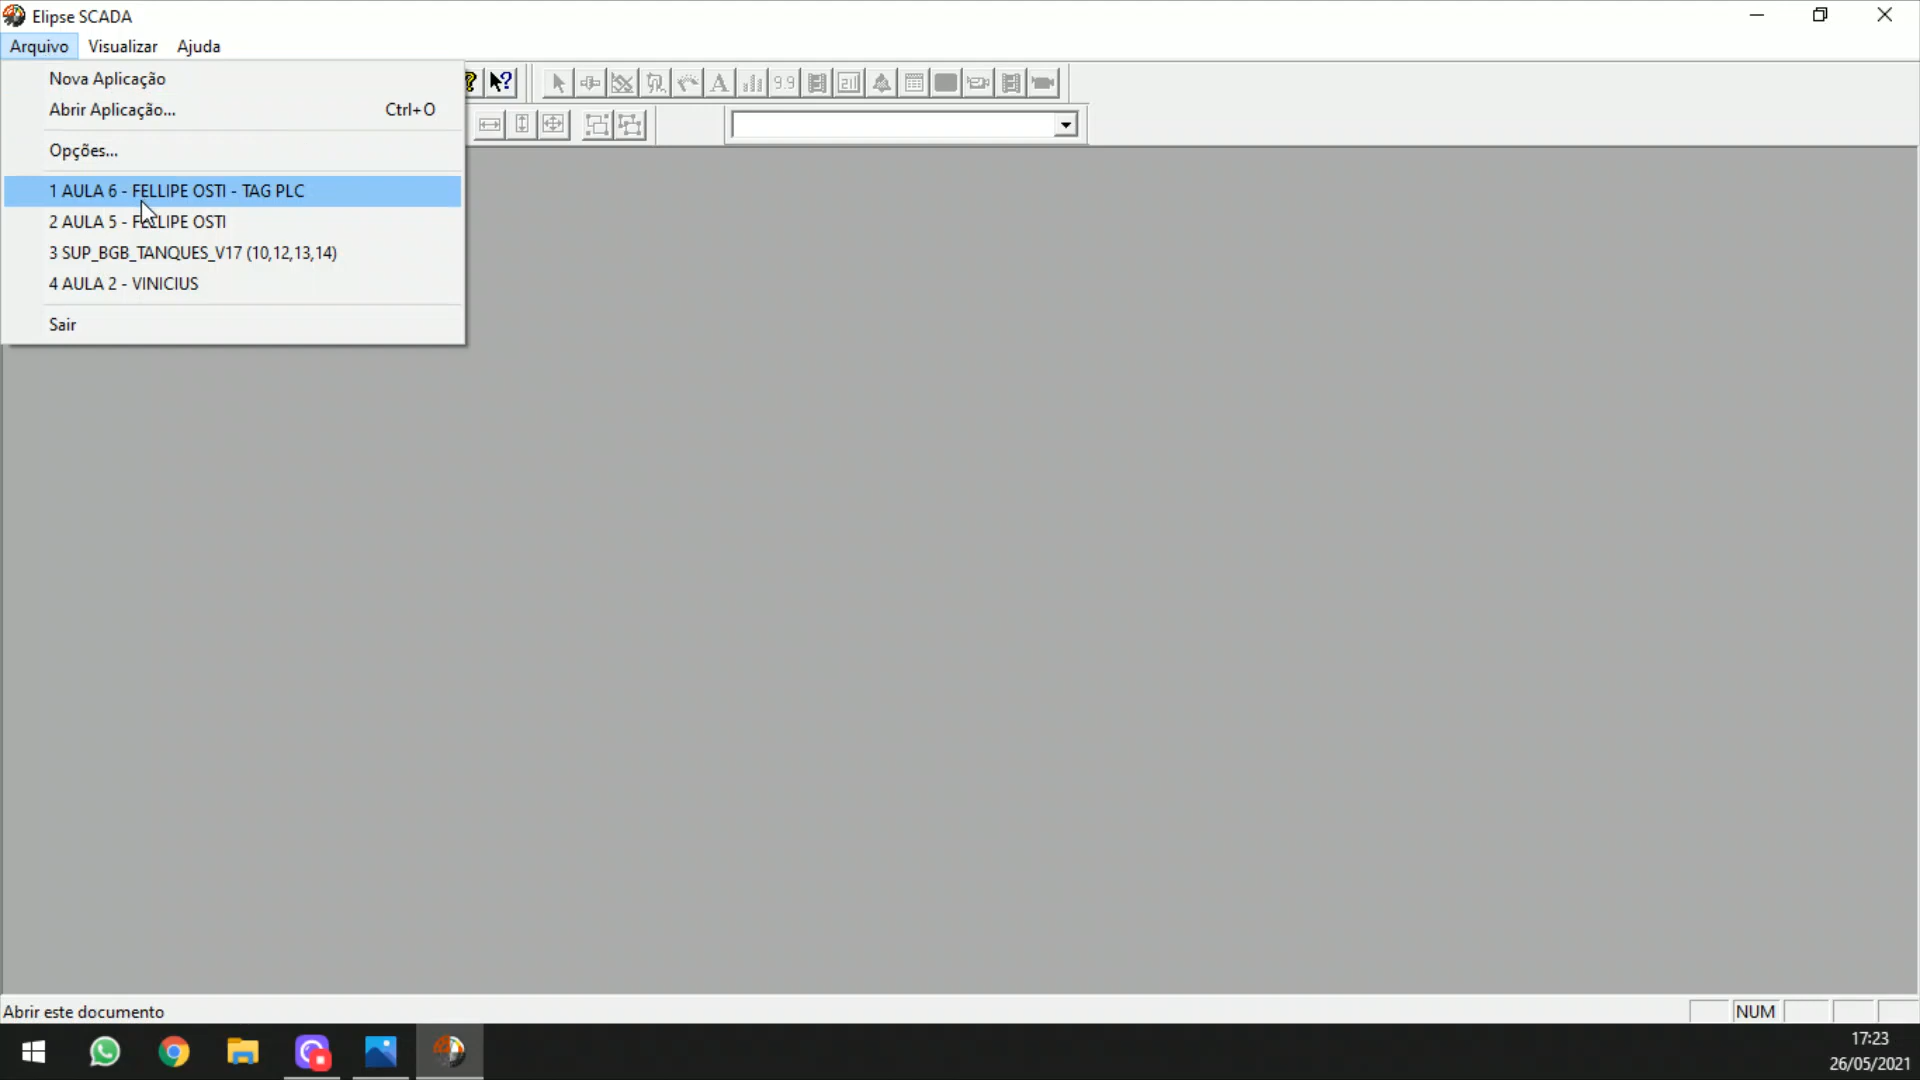 Elipse SCADA
Arquivo Visualizar Ajuda
Nova Aplicação
Abrir Aplicação... Ctrl+O
Opções...
1 AULA 6 - FELLIPE OSTI - TAG PLC
2 AULA 5 - FELLIPE OSTI
3 SUP_BGB_TANQUES_V17 (10,12,13,14)
4 AULA 2 - VINICIUS
Sair
Abrir este documento
NUM
17:23
26/05/2021